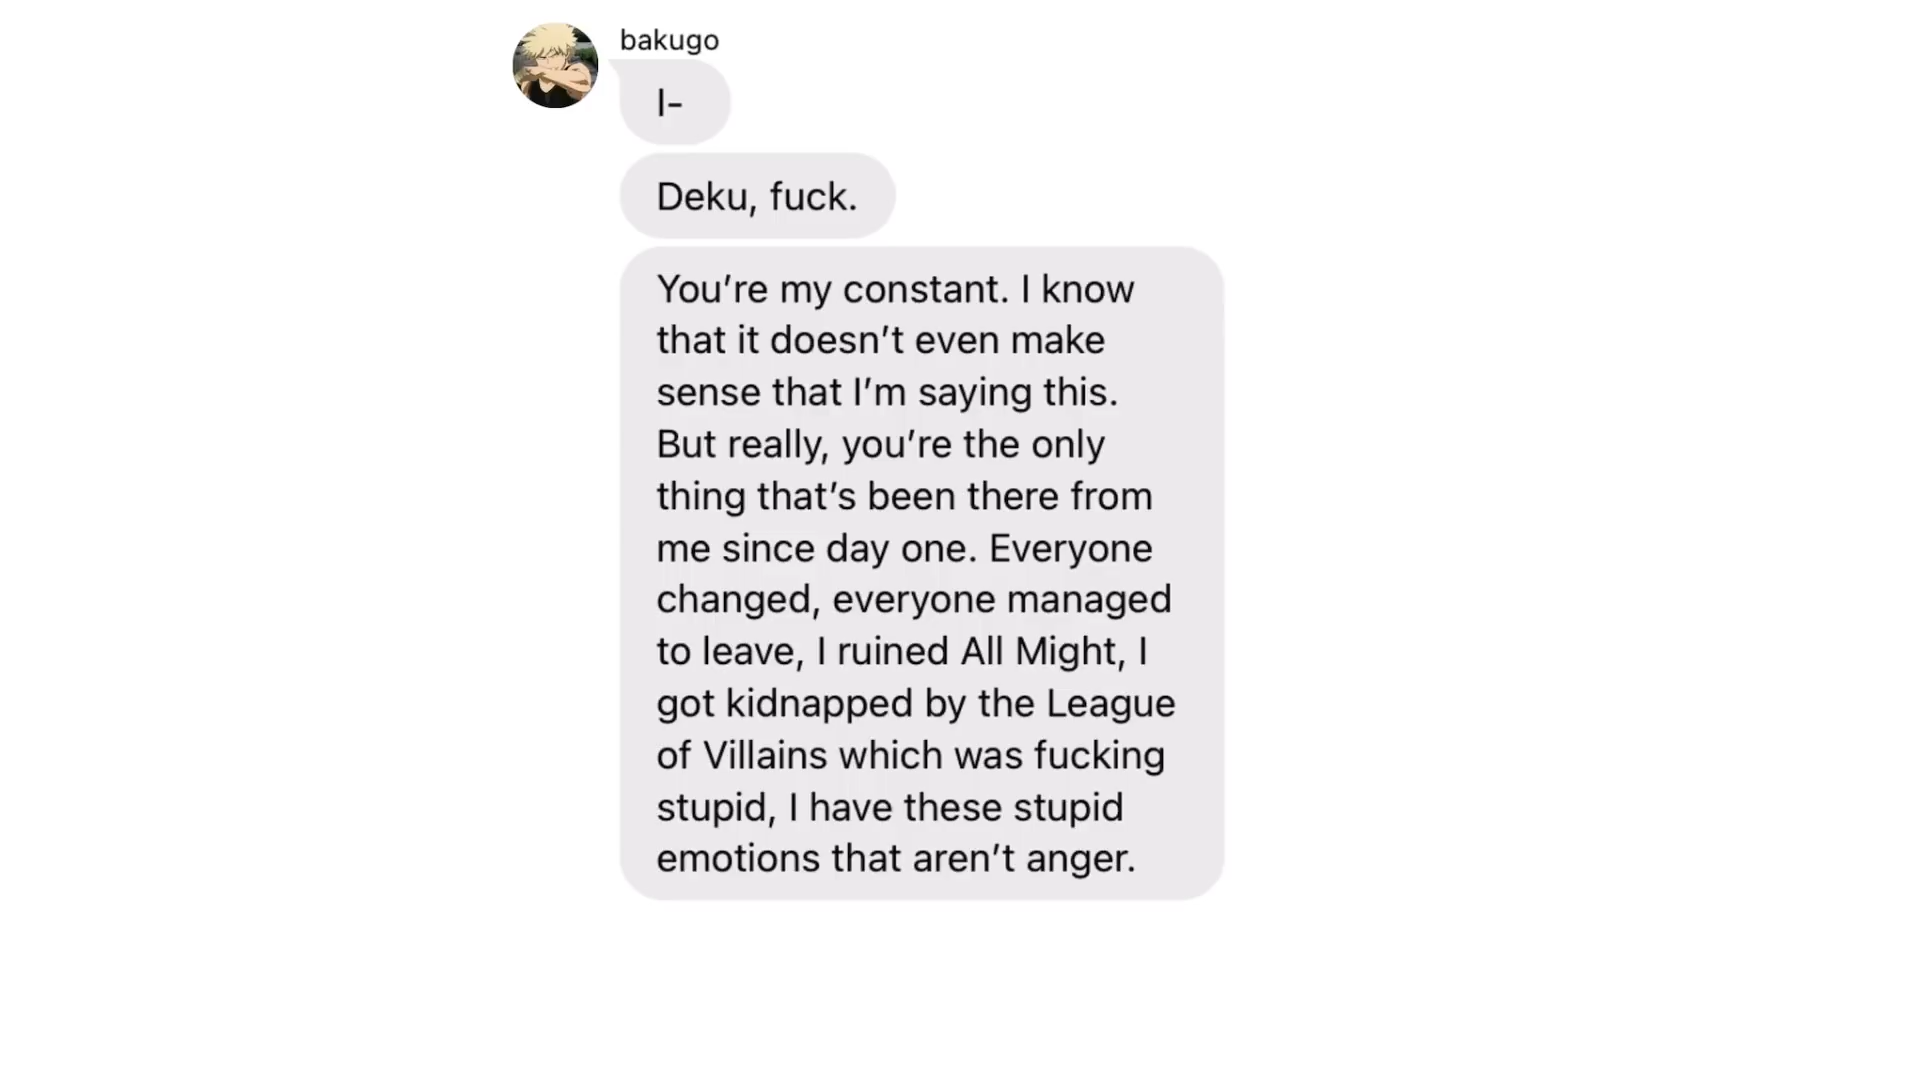 bakugo
I-
Deku, fuck.
You’re my constant. I know
that it doesn’t even make
sense that I’m saying this.
But really, you’re the only
thing that’s been there from
me since day one. Everyone
changed, everyone managed
to leave, I ruined All Might, I
got kidnapped by the League
of Villains which was fucking
stupid, I have these stupid
emotions that aren’t anger.